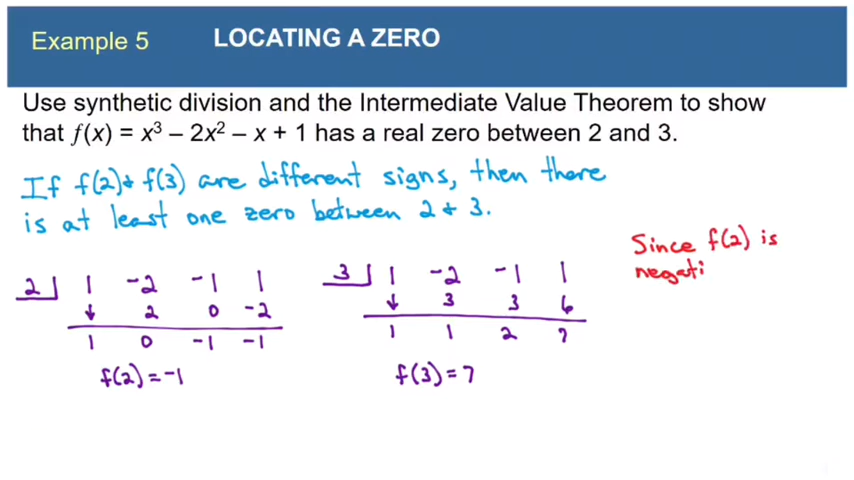 Example 5 LOCATING A ZERO
Use synthetic division and the Intermediate Value Theorem to show
that f(x) = x³ – 2x² – x + 1 has a real zero between 2 and 3.
If f(2) & f(3) are different signs, then there
is at least one zero between 2 & 3.
Since f(2) is
negati
2 | 1 -2 -1 1
↓ 2 0 -2
1 0 -1 -1
f(2) = -1
3 | 1 -2 -1 1
↓ 3 3 6
1 1 2 7
f(3) = 7